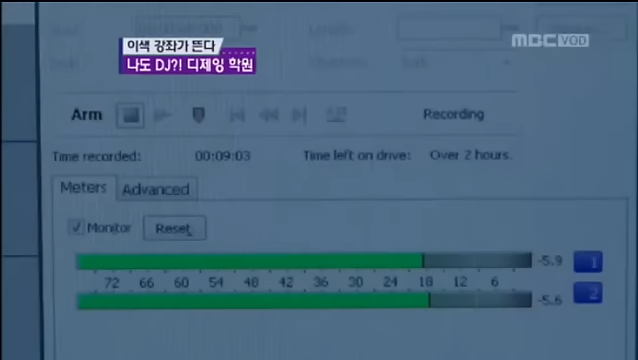 이색 강좌가 뜬다
나도 DJ?! 디제잉 학원
MBC VOD
Arm
Recording
Time recorded: 00:09:03 Time left on drive: Over 2 hours.
Meters Advanced
Monitor Reset
-5.9 1
72 66 60 54 48 42 36 30 24 18 12 6
-5.6 2